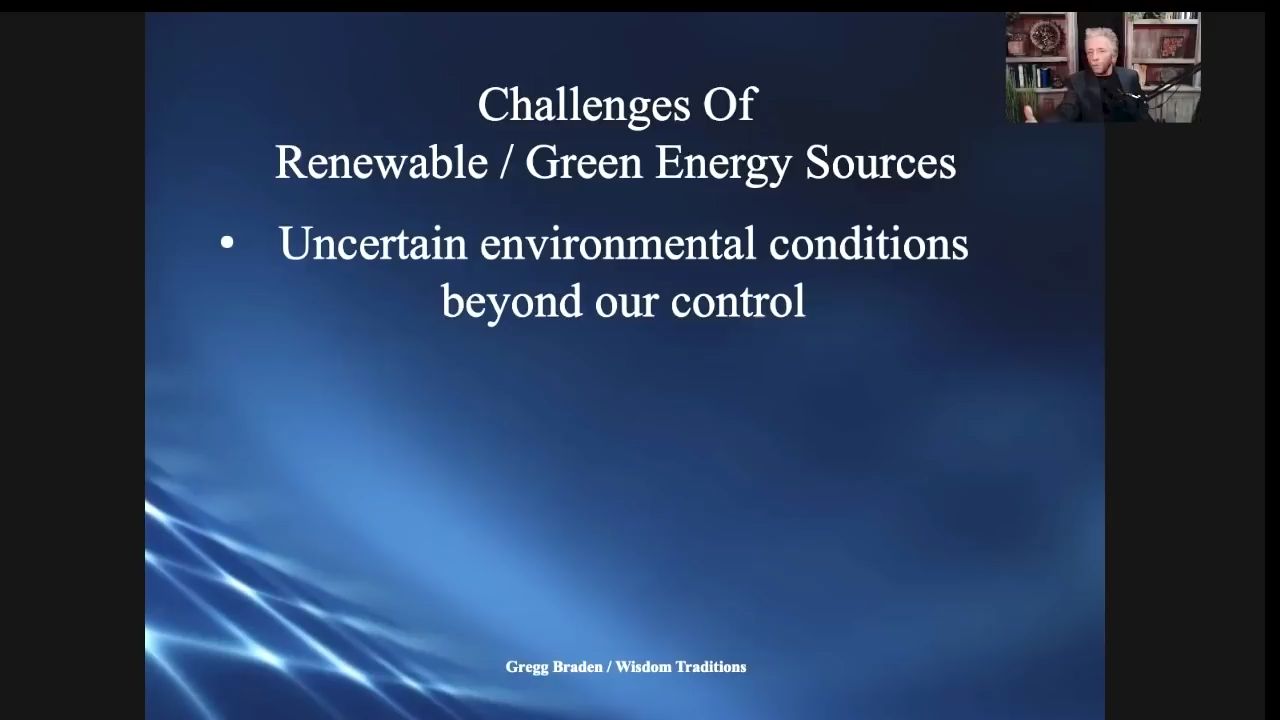 Challenges Of
Renewable / Green Energy Sources
• Uncertain environmental conditions
beyond our control
Gregg Braden / Wisdom Traditions